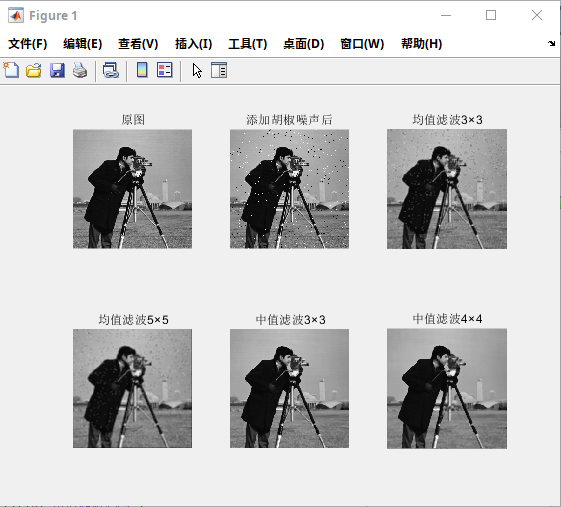 Figure 1
文件(F) 编辑(E) 查看(V) 插入(I) 工具(T) 桌面(D) 窗口(W) 帮助(H)
原图 添加胡椒噪声后 均值滤波3×3
均值滤波5×5 中值滤波3×3 中值滤波4×4